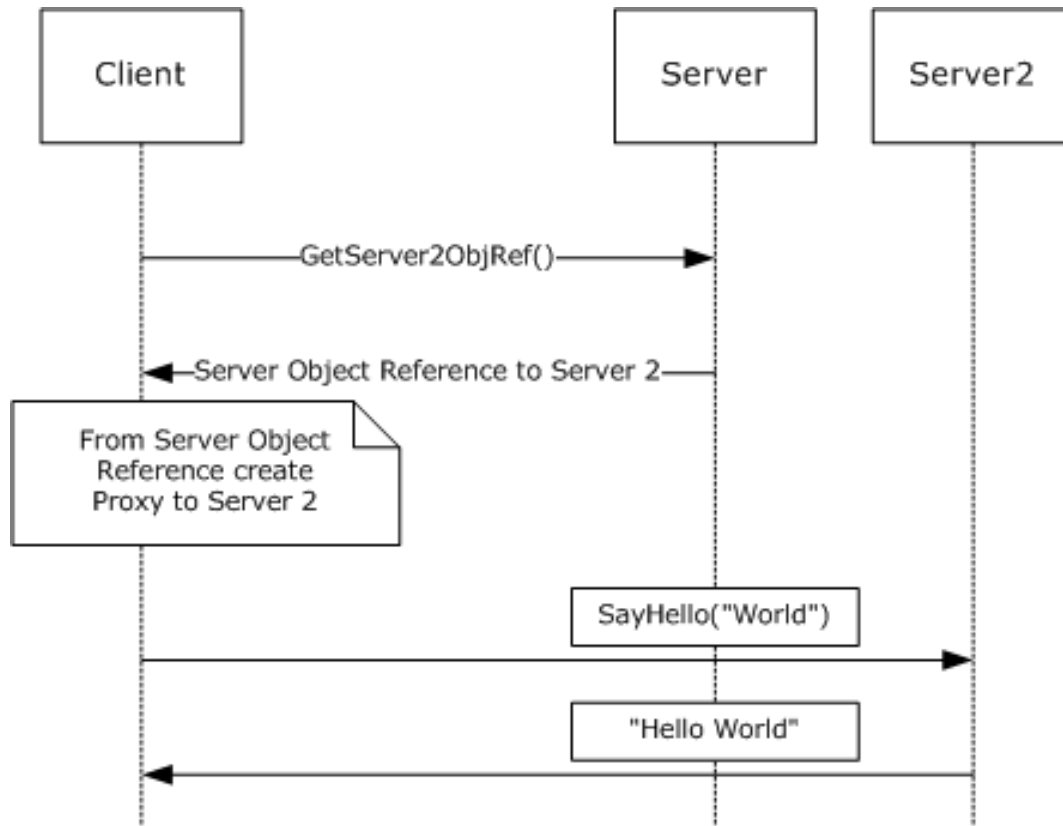 Client
Server
Server2
GetServer2ObjRef()
Server Object Reference to Server 2
From Server Object
Reference create
Proxy to Server 2
SayHello("World")
"Hello World"